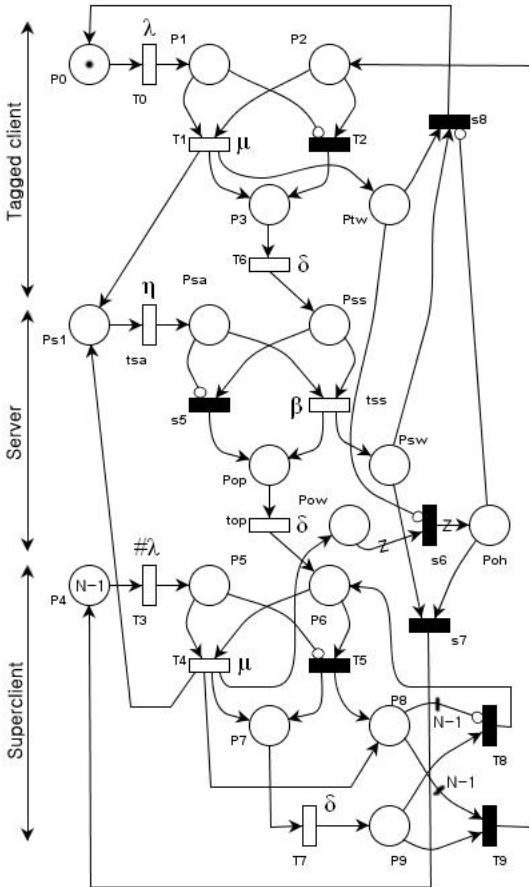 Tagged client
Server
Superclient
λ
P0
T0
P1
P2
T1
μ
T2
s8
P3
Ptw
T6
δ
Psa
Pss
η
Ps1
tsa
s5
β
tss
Psw
Pop
Pow
top
δ
z
z
s6
Poh
#λ
P4
N-1
T3
P5
P6
s7
T4
μ
T5
P7
P8
N-1
T8
N-1
δ
T7
P9
T9